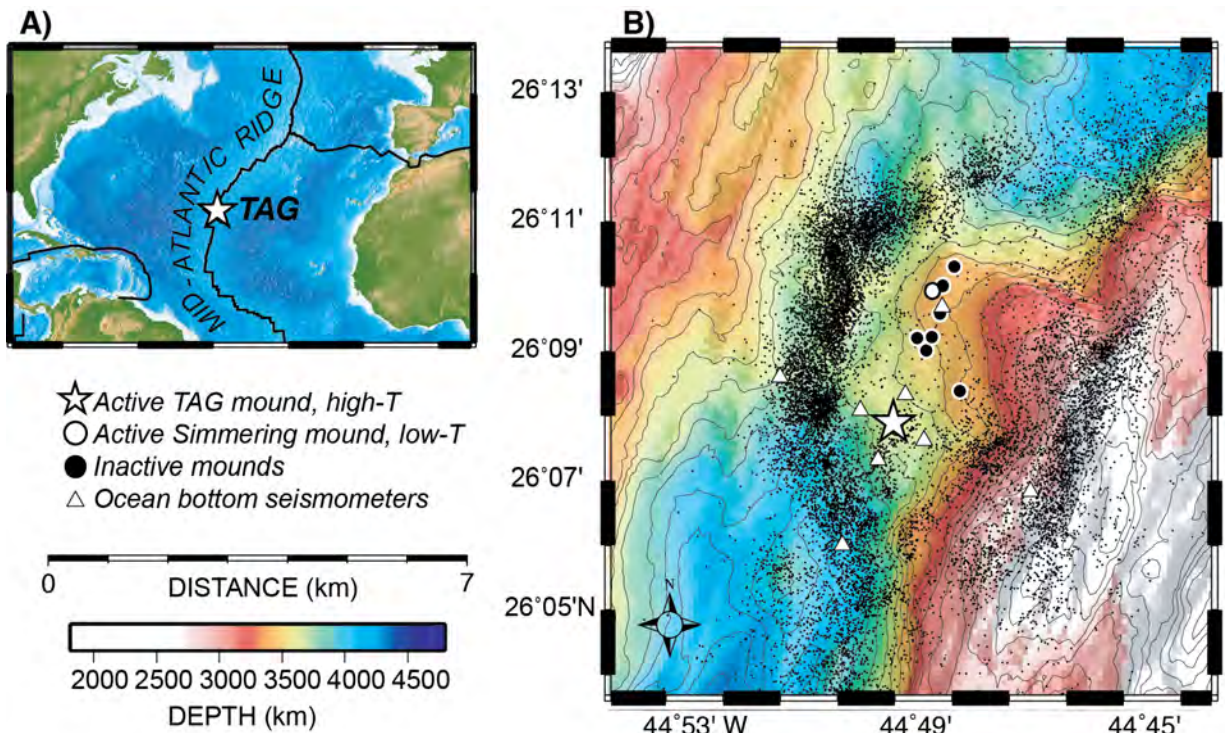 A)
MID-ATLANTIC RIDGE
TAG
Active TAG mound, high-T
Active Simmering mound, low-T
Inactive mounds
Ocean bottom seismometers
0 7
DISTANCE (km)
2000 2500 3000 3500 4000 4500
DEPTH (km)
B)
26°13'
26°11'
26°09'
26°07'
26°05'N
N
44°53' W 44°49' 44°45'